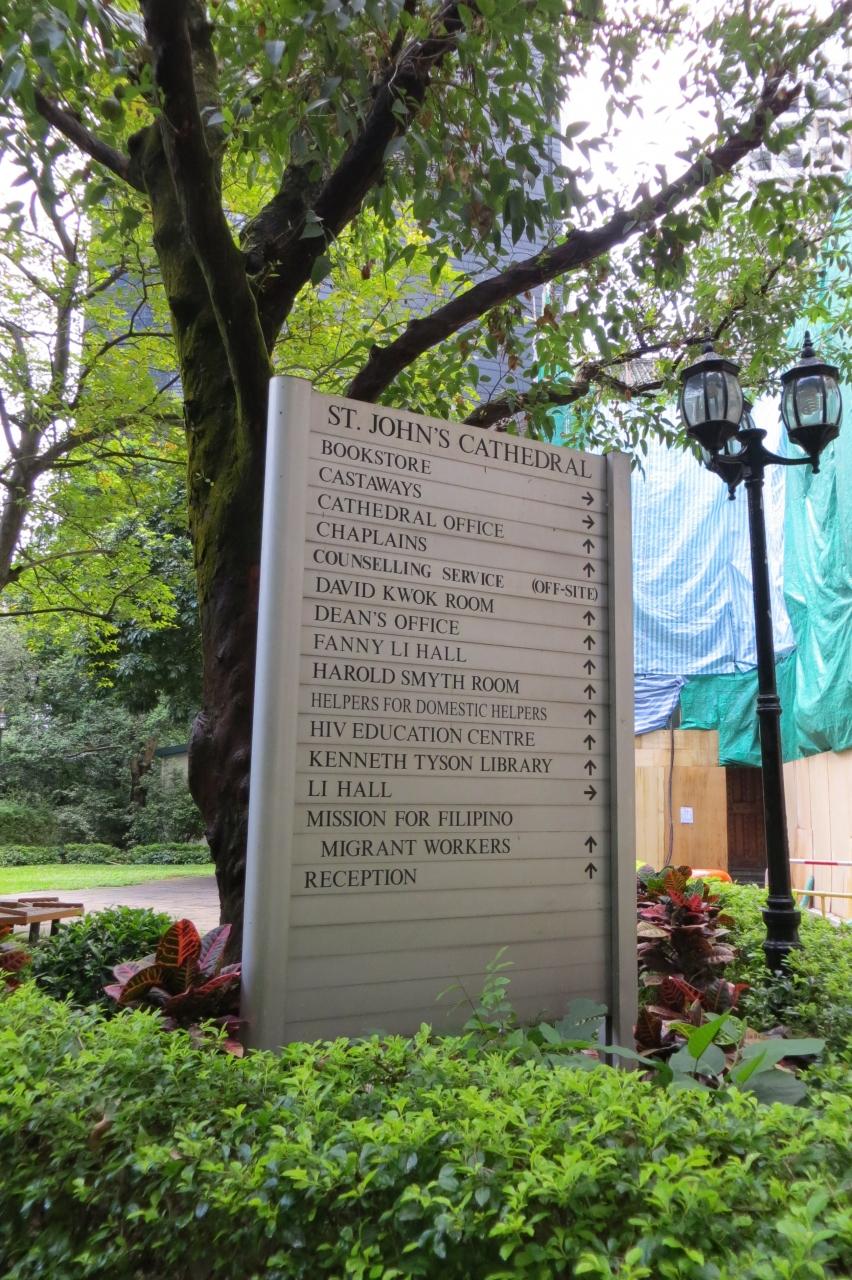 ST. JOHN'S CATHEDRAL
BOOKSTORE →
CASTAWAYS →
CATHEDRAL OFFICE ↑
CHAPLAINS ↑
COUNSELLING SERVICE (OFF-SITE)
DAVID KWOK ROOM ↑
DEAN'S OFFICE ↑
FANNY LI HALL ↑
HAROLD SMYTH ROOM ↑
HELPERS FOR DOMESTIC HELPERS ↑
HIV EDUCATION CENTRE ↑
KENNETH TYSON LIBRARY ↑
LI HALL →
MISSION FOR FILIPINO
MIGRANT WORKERS ↑
RECEPTION ↑